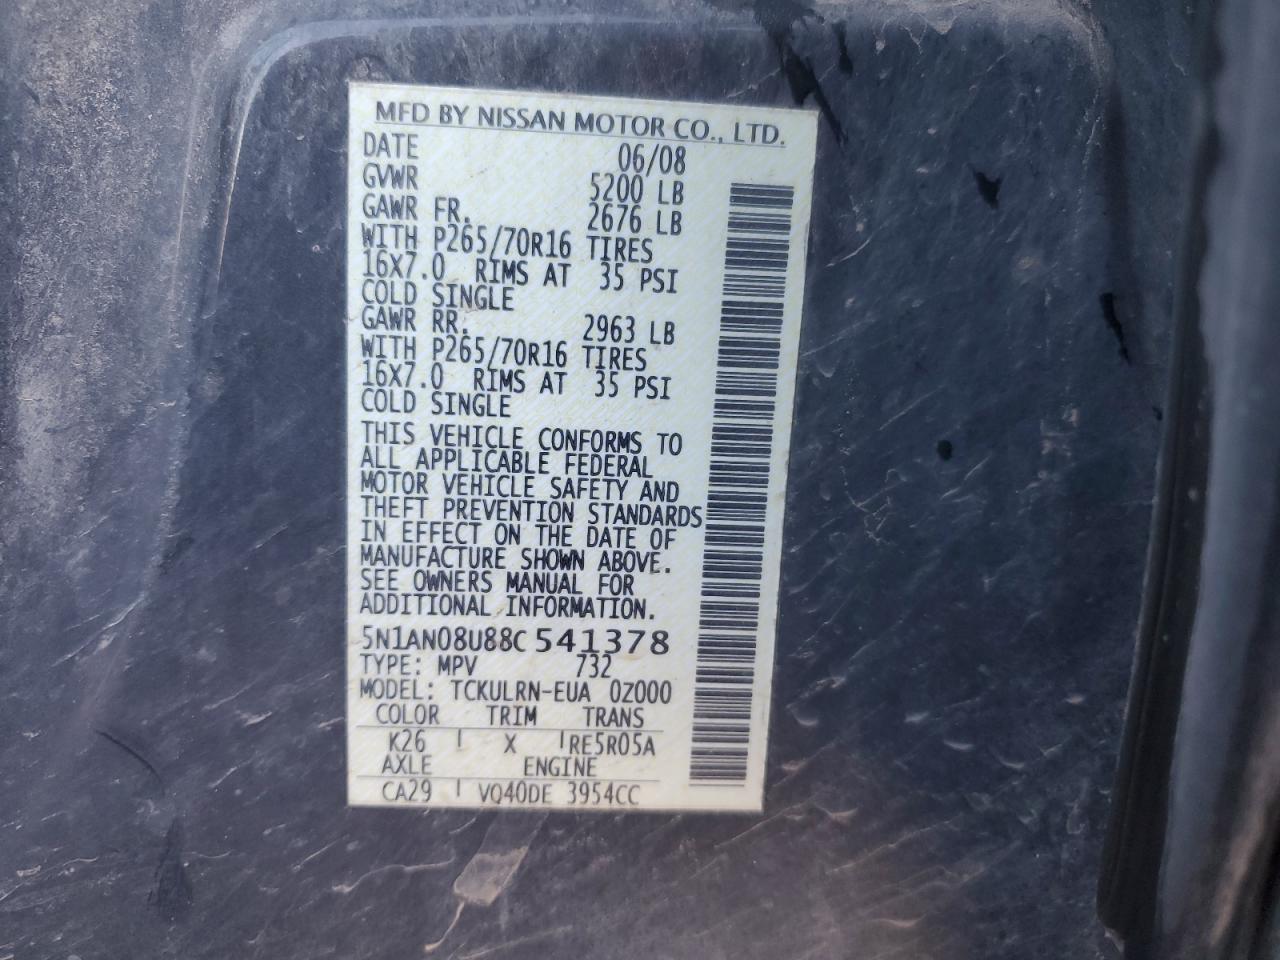 MFD BY NISSAN MOTOR CO., LTD.
DATE 06/08
GVWR 5200 LB
GAWR FR. 2676 LB
WITH P265/70R16 TIRES
16X7.0 RIMS AT 35 PSI
COLD SINGLE
GAWR RR. 2963 LB
WITH P265/70R16 TIRES
16X7.0 RIMS AT 35 PSI
COLD SINGLE
THIS VEHICLE CONFORMS TO
ALL APPLICABLE FEDERAL
MOTOR VEHICLE SAFETY AND
THEFT PREVENTION STANDARDS
IN EFFECT ON THE DATE OF
MANUFACTURE SHOWN ABOVE.
SEE OWNERS MANUAL FOR
ADDITIONAL INFORMATION.
5N1AN08U88C541378
TYPE: MPV 732
MODEL: TCKULRN-EUA 0Z000
COLOR TRIM TRANS
K26 X RE5R05A
AXLE ENGINE
CA29 VQ40DE 3954CC